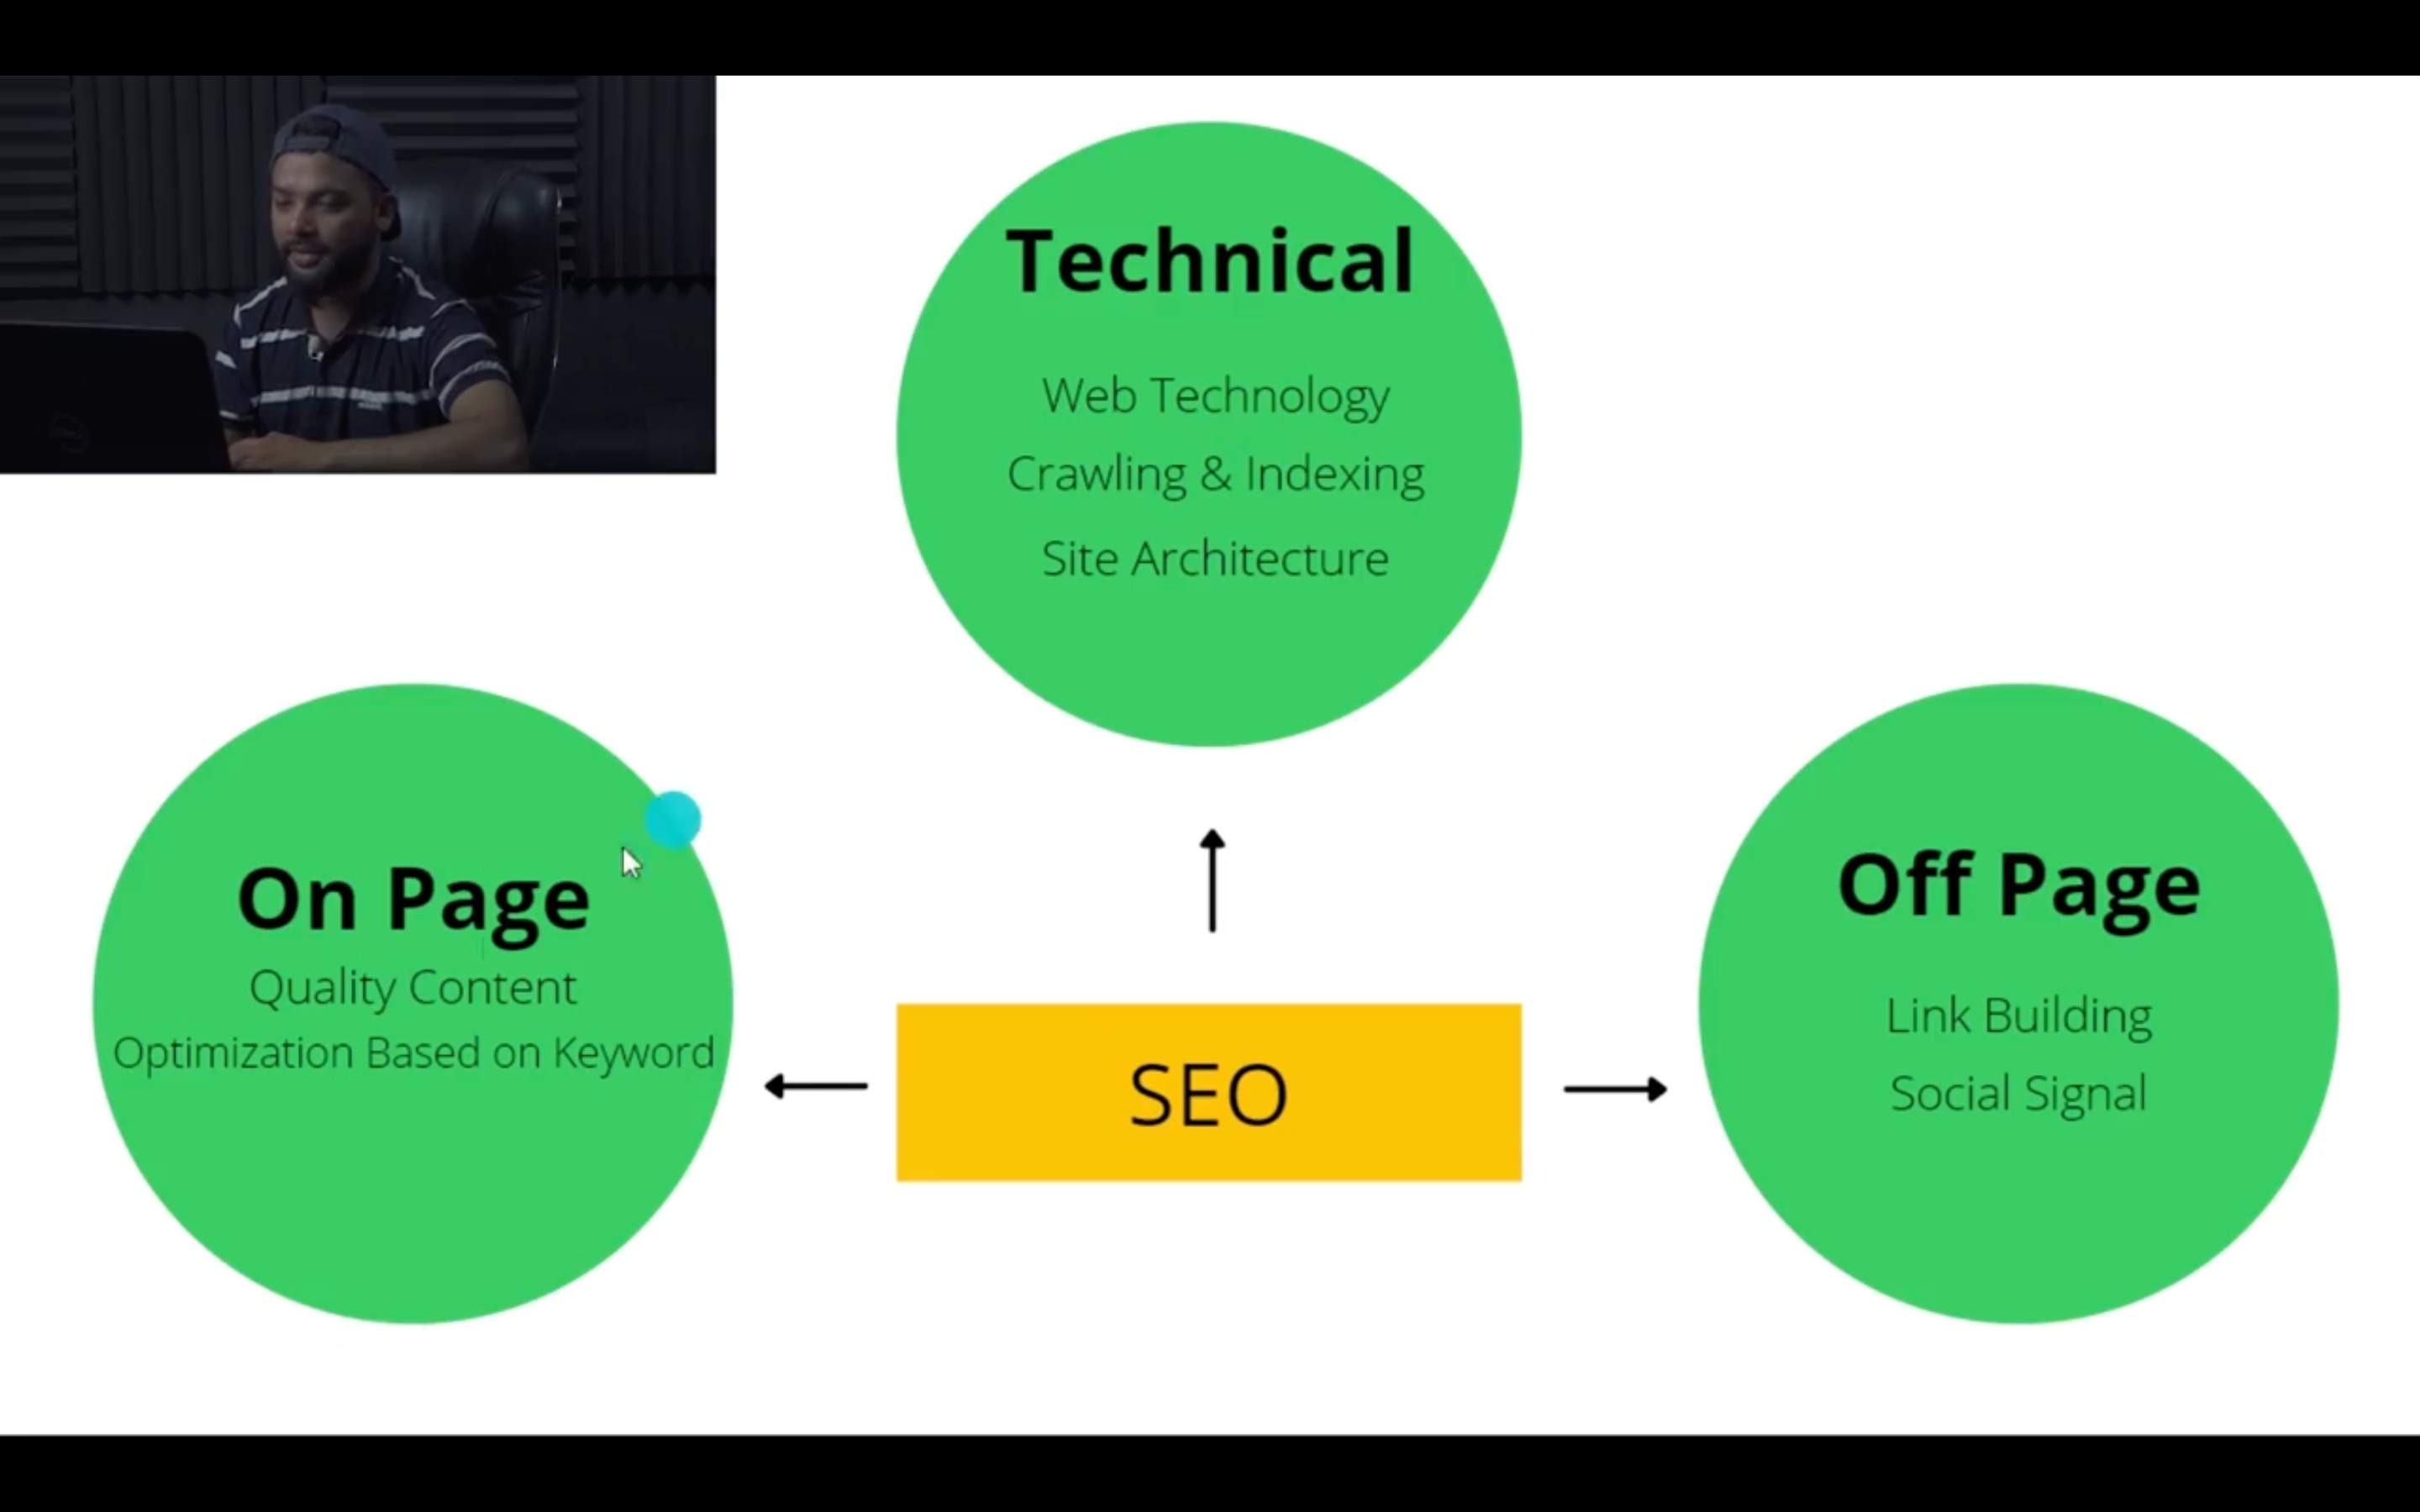 Technical
Web Technology
Crawling & Indexing
Site Architecture
On Page
Quality Content
Optimization Based on Keyword
SEO
Off Page
Link Building
Social Signal